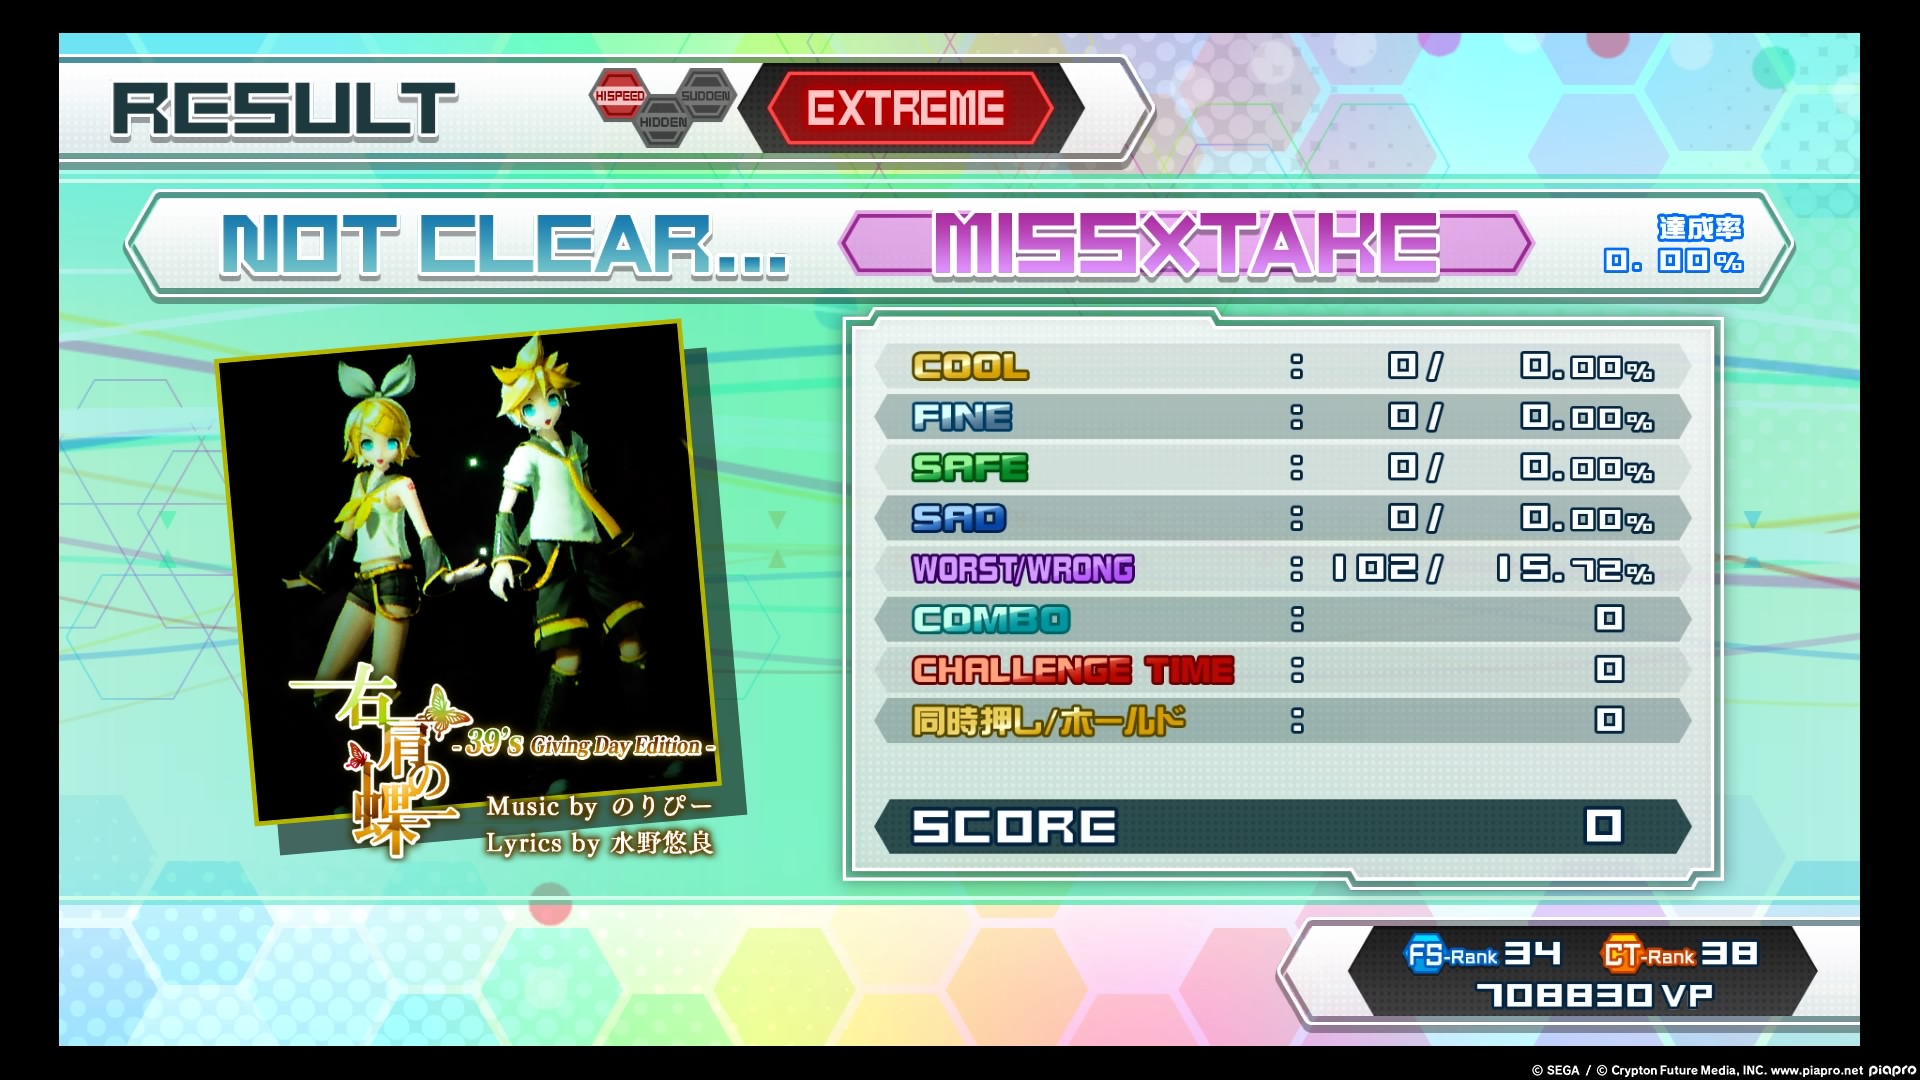 RESULT
HISPEED
SUDDEN
HIDDEN
EXTREME
NOT CLEAR...
MISS×TAKE
達成率
0.00%
COOL : 0/ 0.00%
FINE : 0/ 0.00%
SAFE : 0/ 0.00%
SAD : 0/ 0.00%
WORST/WRONG : 102/ 15.72%
COMBO : 0
CHALLENGE TIME : 0
同時押し/ホールド : 0
SCORE 0
右肩の蝶
-39's Giving Day Edition-
Music by のりぴー
Lyrics by 水野悠良
FS-Rank 34 CT-Rank 38
708830 VP
© SEGA / © Crypton Future Media, INC. www.piapro.net piapro